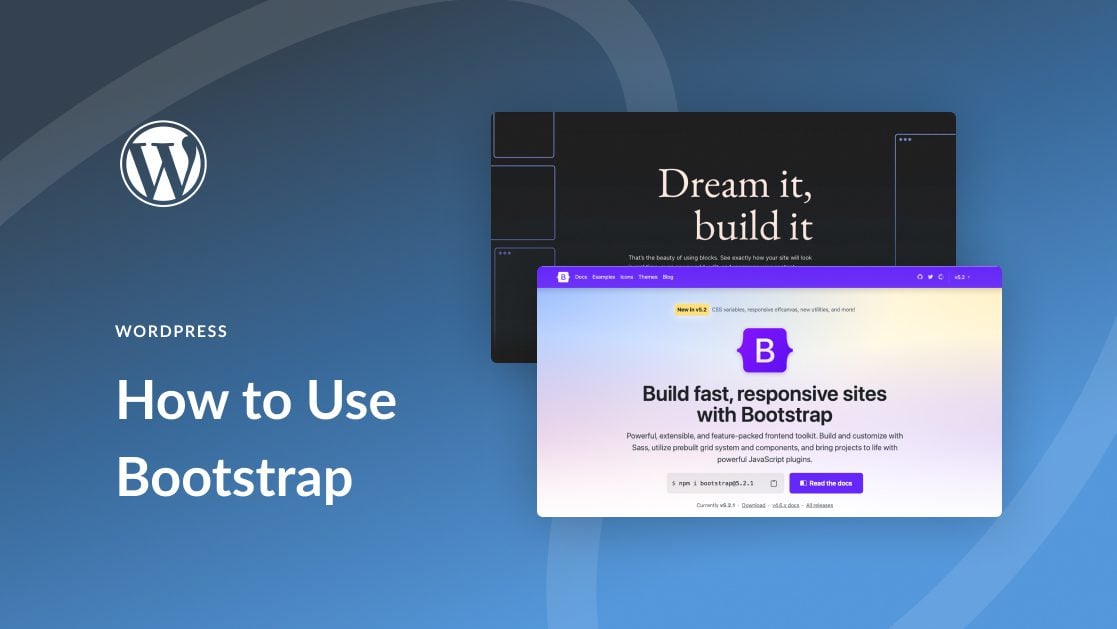 WORDPRESS
How to Use
Bootstrap
Dream it,
build it
That's the beauty of using blocks. See exactly how your site will look
B Docs Examples Icons Themes Blog v5.2
New in v5.2 CSS variables, responsive offcanvas, new utilities, and more!
B
Build fast, responsive sites
with Bootstrap
Powerful, extensible, and feature-packed frontend toolkit. Build and customize with
Sass, utilize prebuilt grid system and components, and bring projects to life with
powerful JavaScript plugins.
$ npm i bootstrap@5.2.1 Read the docs
Currently v5.2.1 · Download · v4.6.x docs · All releases